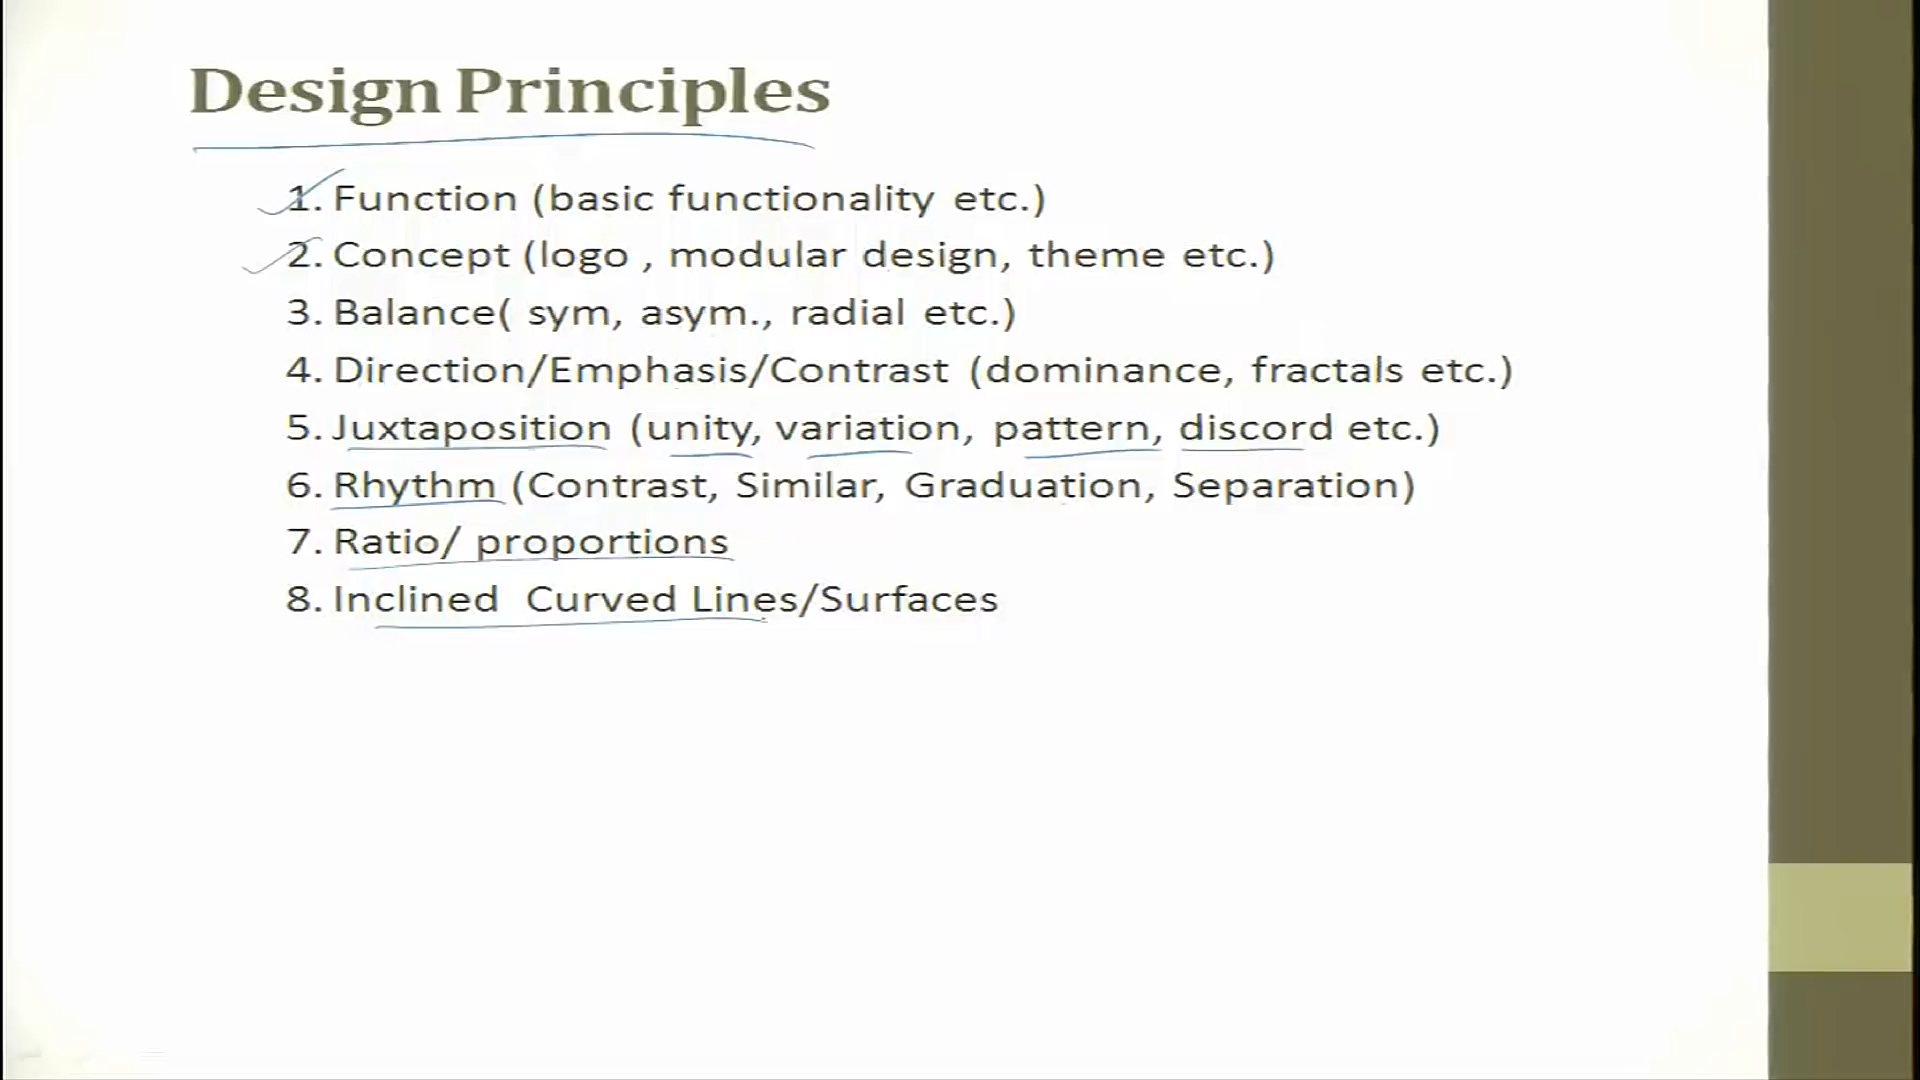 Design Principles
1. Function (basic functionality etc.)
2. Concept (logo , modular design, theme etc.)
3. Balance( sym, asym., radial etc.)
4. Direction/Emphasis/Contrast (dominance, fractals etc.)
5. Juxtaposition (unity, variation, pattern, discord etc.)
6. Rhythm (Contrast, Similar, Graduation, Separation)
7. Ratio/ proportions
8. Inclined  Curved Lines/Surfaces